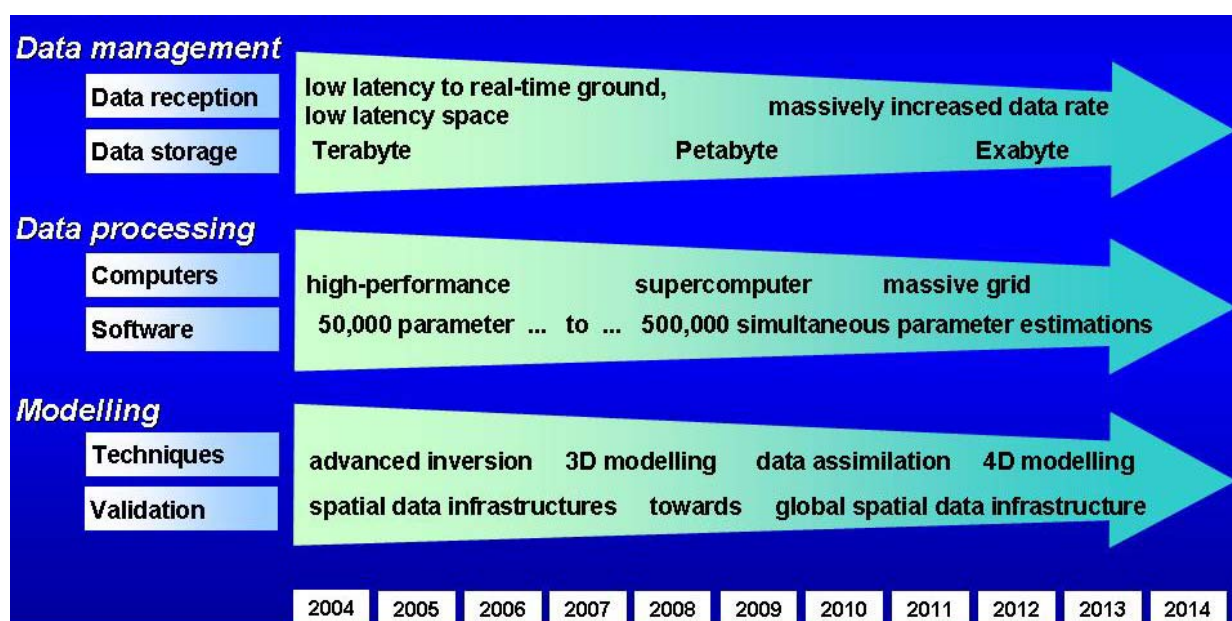 Data management
Data reception
low latency to real-time ground,
low latency space
massively increased data rate
Data storage
Terabyte Petabyte Exabyte
Data processing
Computers
high-performance supercomputer massive grid
Software
50,000 parameter ... to ... 500,000 simultaneous parameter estimations
Modelling
Techniques
advanced inversion 3D modelling data assimilation 4D modelling
Validation
spatial data infrastructures towards global spatial data infrastructure
2004 2005 2006 2007 2008 2009 2010 2011 2012 2013 2014